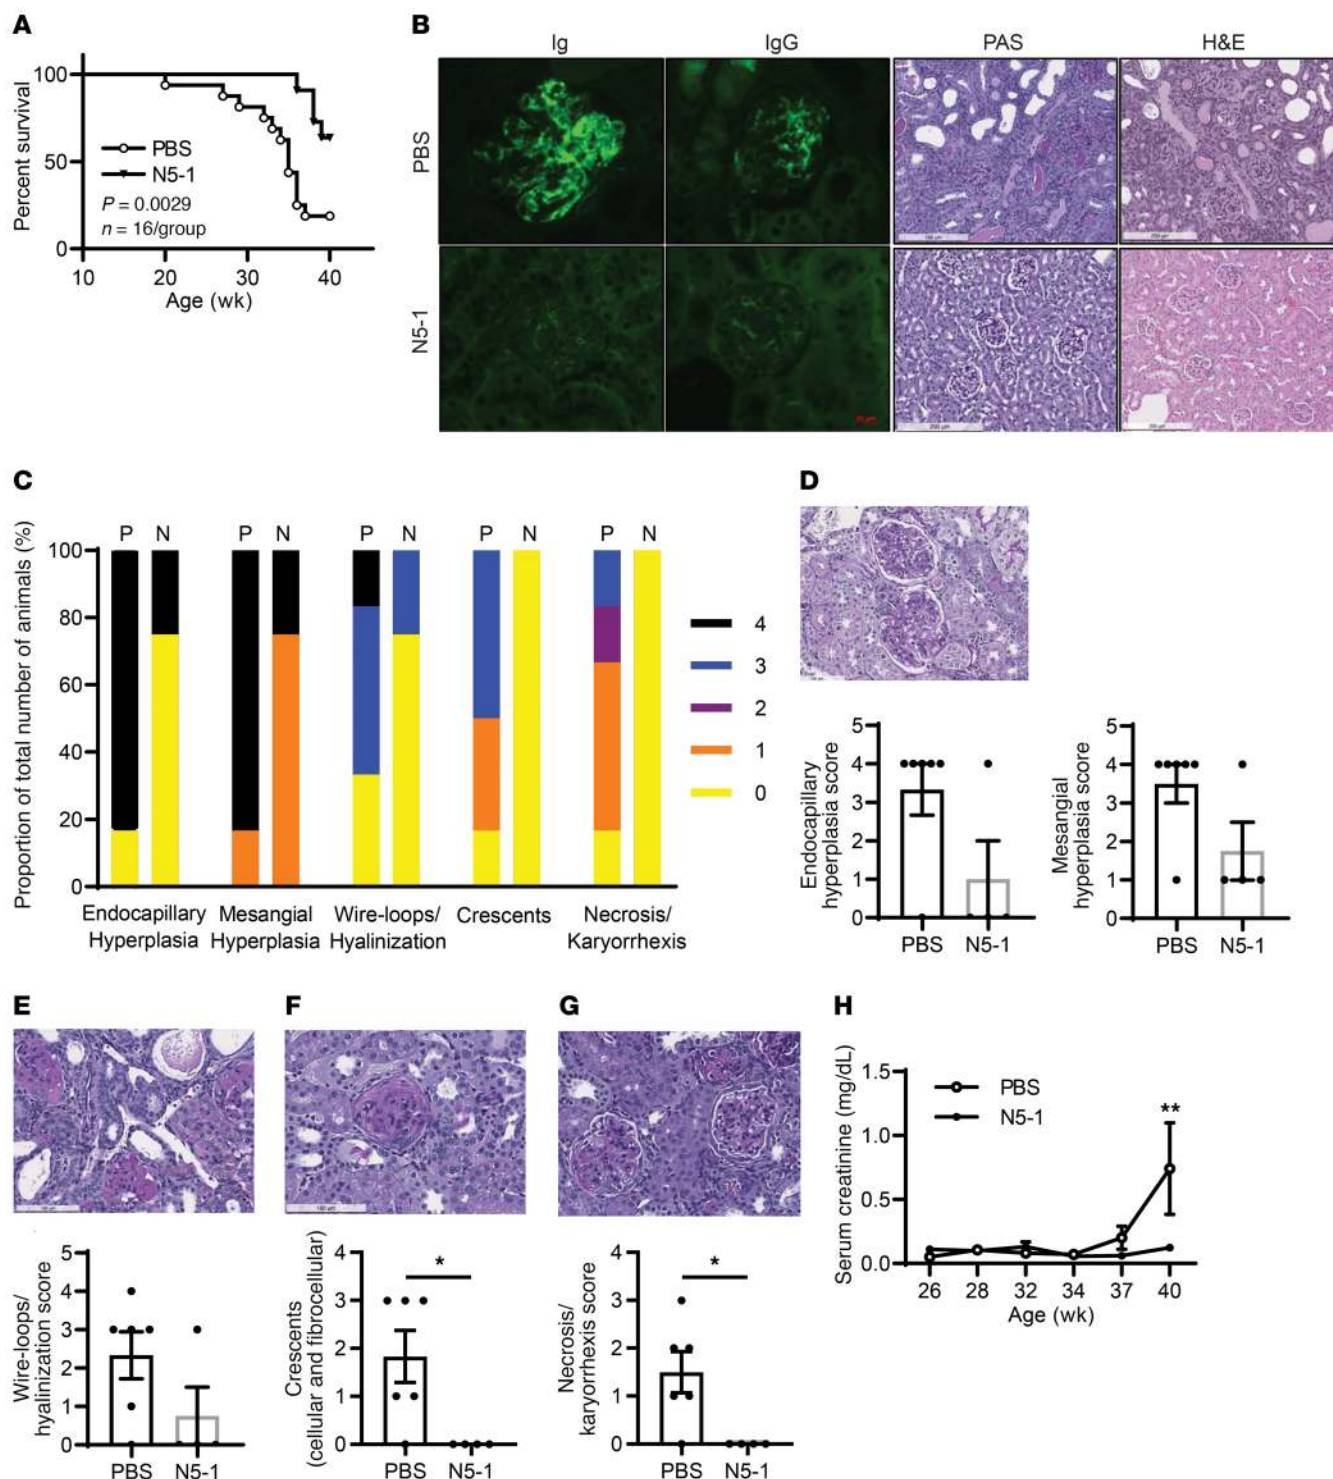 A
Percent survival
100
50
0
10
20
30
40
Age (wk)
PBS
N5-1
P = 0.0029
n = 16/group
B
Ig
IgG
PAS
H&E
PBS
N5-1
200 µm
200 µm
C
Proportion of total number of animals (%)
100
80
60
40
20
0
P
N
P
N
P
N
P
N
P
N
Endocapillary
Hyperplasia
Mesangial
Hyperplasia
Wire-loops/
Hyalinization
Crescents
Necrosis/
Karyorrhexis
4
3
2
1
0
D
Endocapillary
hyperplasia score
5
4
3
2
1
0
PBS
N5-1
Mesangial
hyperplasia score
5
4
3
2
1
0
PBS
N5-1
E
Wire-loops/
hyalinization score
5
4
3
2
1
0
PBS
N5-1
F
100 µm
Crescents
(cellular and fibrocellular)
4
3
2
1
0
*
PBS
N5-1
G
Necrosis/
karyorrhexis score
4
3
2
1
0
*
PBS
N5-1
H
Serum creatinine (mg/dL)
1.5
1.0
0.5
0.0
PBS
N5-1
**
26
28
32
34
37
40
Age (wk)